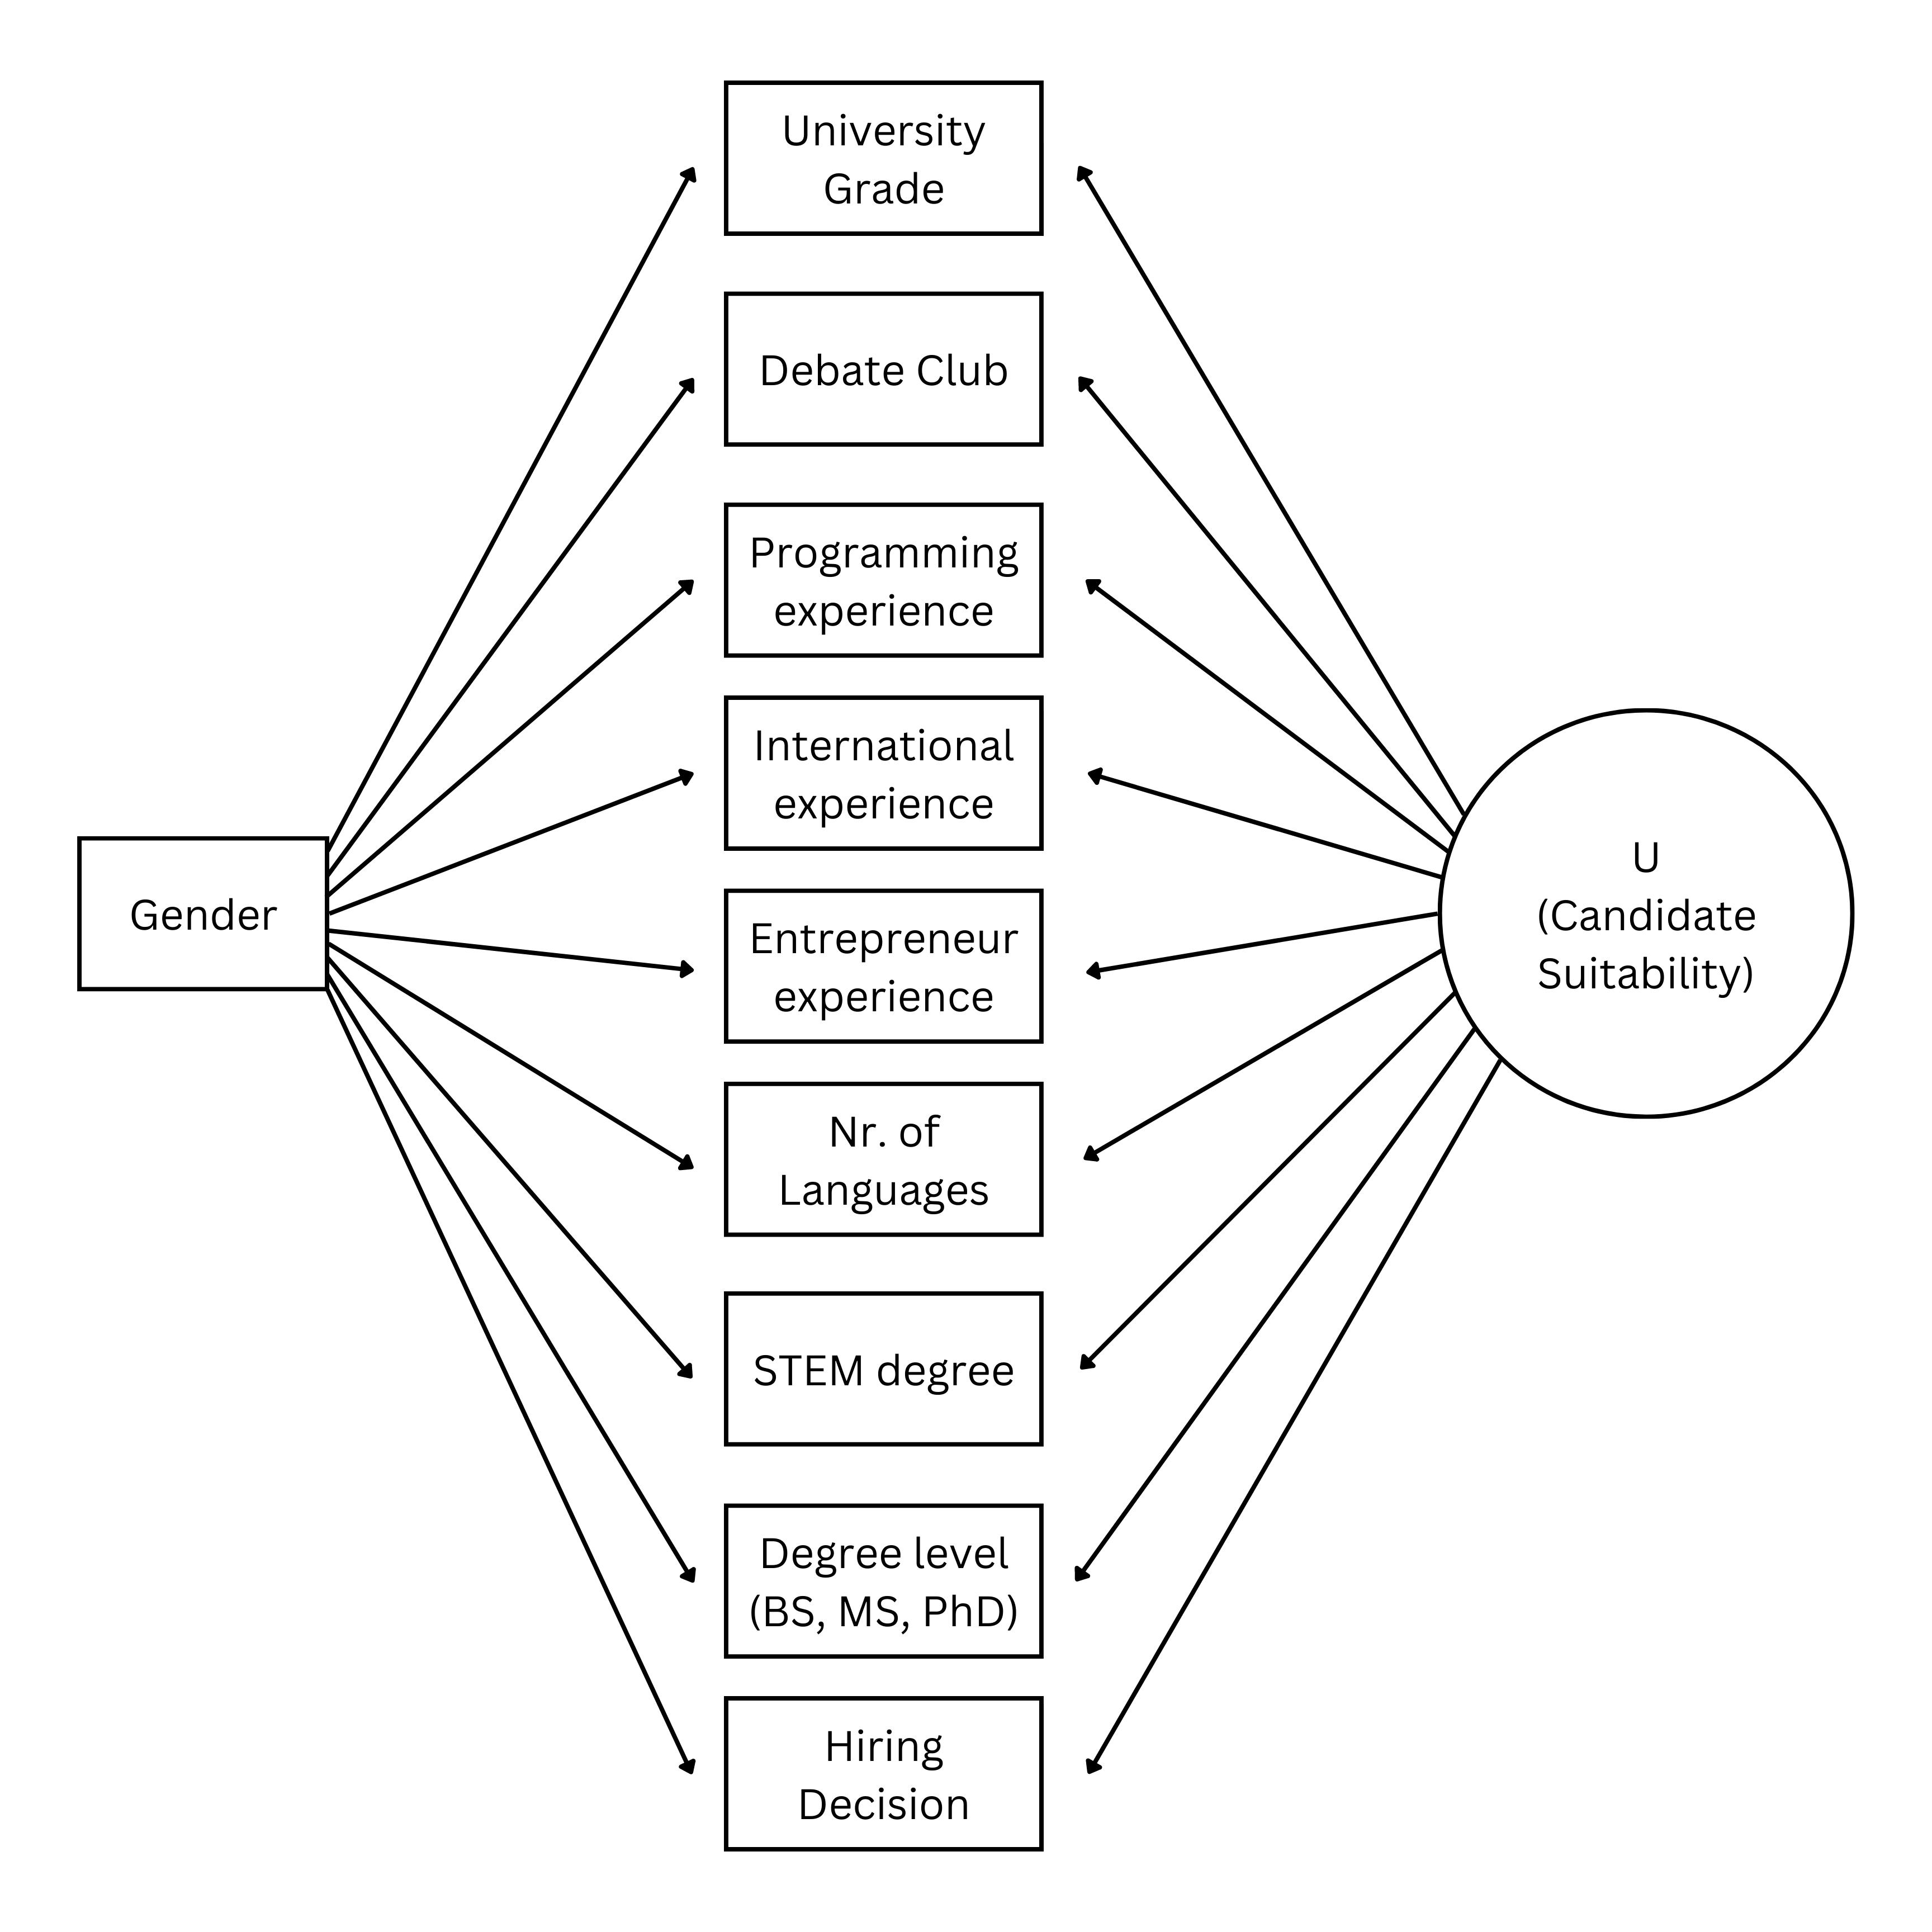 University
Grade
Debate Club
Programming
experience
International
experience
Gender
Entrepreneur
experience
U
(Candidate
Suitability)
Nr. of
Languages
STEM degree
Degree level
(BS, MS, PhD)
Hiring
Decision